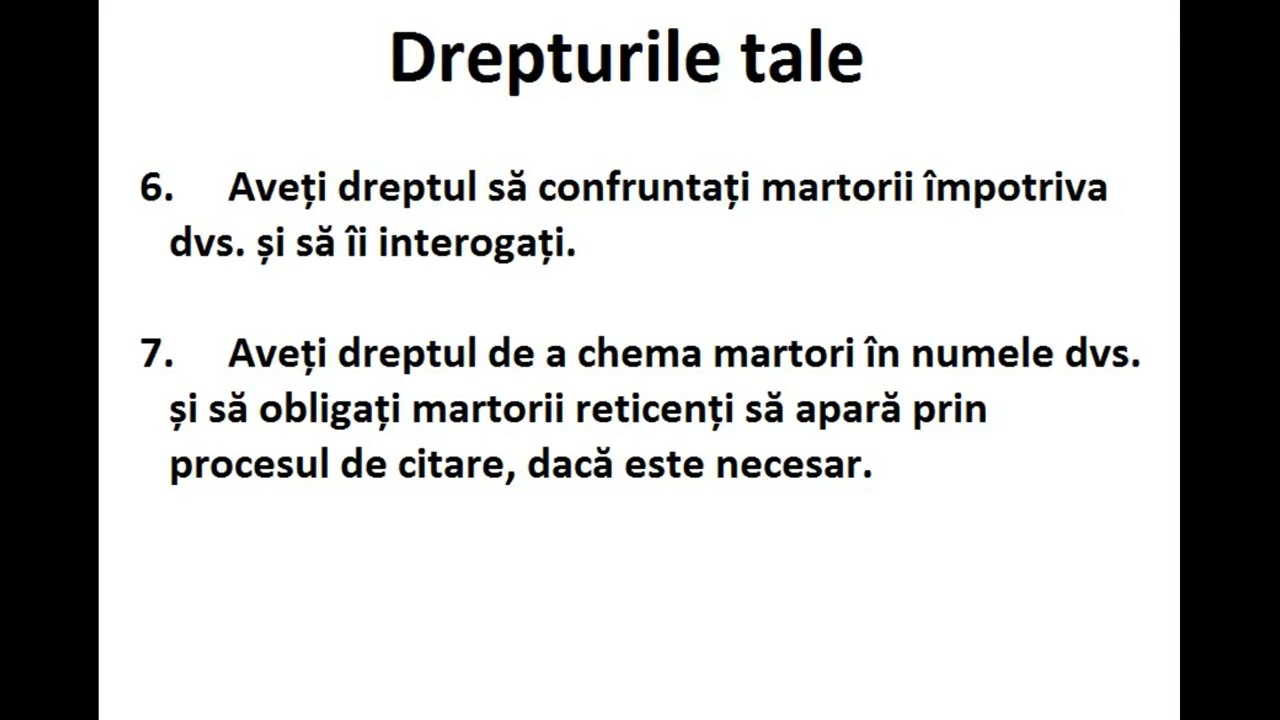 Drepturile tale
6. Aveți dreptul să confruntați martorii împotriva
dvs. și să îi interogați.
7. Aveți dreptul de a chema martori în numele dvs.
și să obligați martorii reticenți să apară prin
procesul de citare, dacă este necesar.